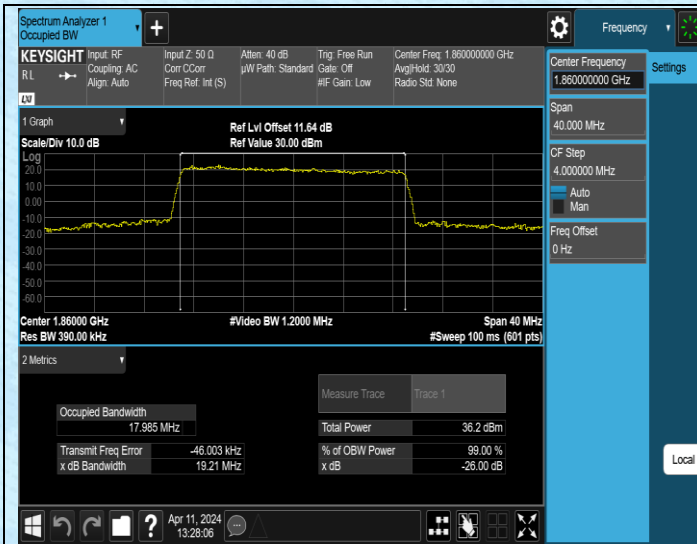 Spectrum Analyzer 1
Occupied BW
Frequency
KEYSIGHT
R L
LXI
Input: RF
Coupling: AC
Align: Auto
Input Z: 50 Ω
Corr CCorr
Freq Ref: Int (S)
Atten: 40 dB
µW Path: Standard
Trig: Free Run
Gate: Off
#IF Gain: Low
Center Freq: 1.860000000 GHz
Avg|Hold: 30/30
Radio Std: None
Center Frequency
1.860000000 GHz
Settings
Span
40.000 MHz
CF Step
4.000000 MHz
Auto
Man
Freq Offset
0 Hz
Local
1 Graph
Scale/Div 10.0 dB
Ref Lvl Offset 11.64 dB
Ref Value 30.00 dBm
Log
20.0
10.0
0.00
-10.0
-20.0
-30.0
-40.0
-50.0
-60.0
Center 1.86000 GHz
#Video BW 1.2000 MHz
Span 40 MHz
Res BW 390.00 kHz
#Sweep 100 ms (601 pts)
2 Metrics
Measure Trace Trace 1
Occupied Bandwidth
17.985 MHz
Total Power 36.2 dBm
Transmit Freq Error -46.003 kHz
% of OBW Power 99.00 %
x dB Bandwidth 19.21 MHz
x dB -26.00 dB
?
Apr 11, 2024
13:28:06